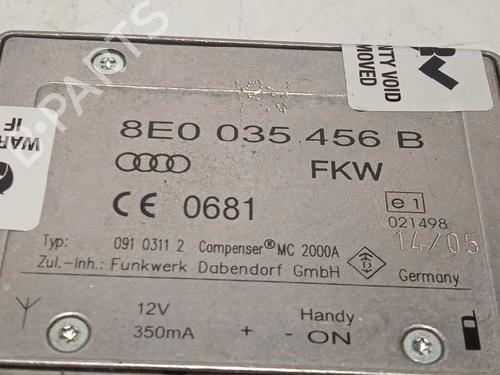 B-PARTS
TY VOID
MOVED
WAR
IF
8E0 035 456 B
FKW
CE 0681
e1
021498
14/05
Typ: 091 0311 2 Compenser® MC 2000A
Zul.-Inh.: Funkwerk Dabendorf GmbH
12
Germany
12V
350mA
+ -
Handy
ON